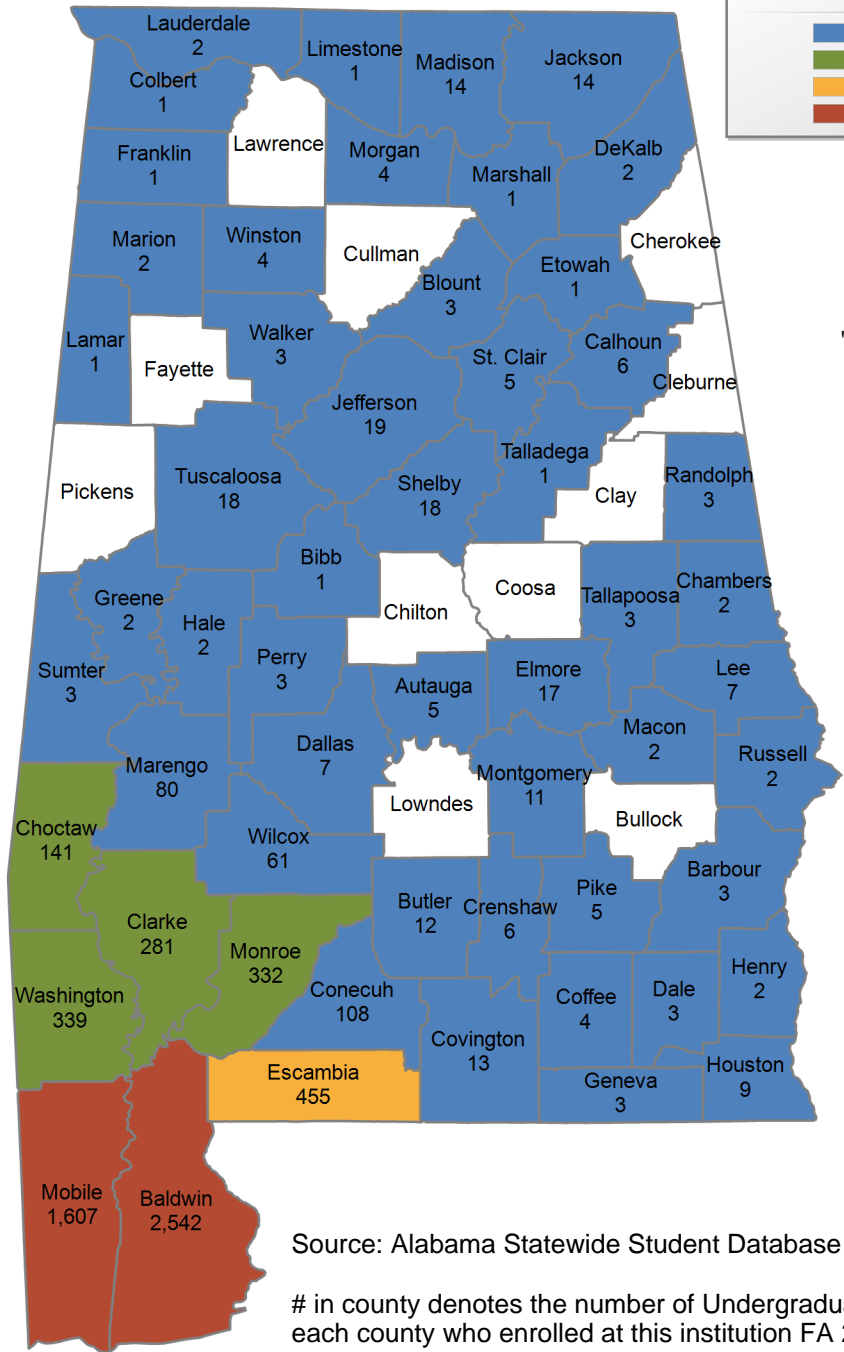 Lauderdale
2
Limestone
1
Madison
14
Jackson
14
Colbert
1
Lawrence
Franklin
1
Morgan
4
Marshall
1
DeKalb
2
Marion
2
Winston
4
Cullman
Blount
3
Etowah
1
Cherokee
Lamar
1
Fayette
Walker
3
St. Clair
5
Calhoun
6
Cleburne
Jefferson
19
Pickens
Tuscaloosa
18
Shelby
18
Talladega
1
Clay
Randolph
3
Bibb
1
Chilton
Coosa
Tallapoosa
3
Chambers
2
Greene
2
Hale
2
Sumter
3
Perry
3
Autauga
5
Elmore
17
Lee
7
Macon
2
Russell
2
Marengo
80
Dallas
7
Lowndes
Montgomery
11
Bullock
Choctaw
141
Wilcox
61
Butler
12
Crenshaw
6
Pike
5
Barbour
3
Clarke
281
Monroe
332
Washington
339
Conecuh
108
Covington
13
Coffee
4
Dale
3
Henry
2
Escambia
455
Geneva
3
Houston
9
Mobile
1,607
Baldwin
2,542
Source: Alabama Statewide Student Database
# in county denotes the number of
each county who enrolled at this institution FA